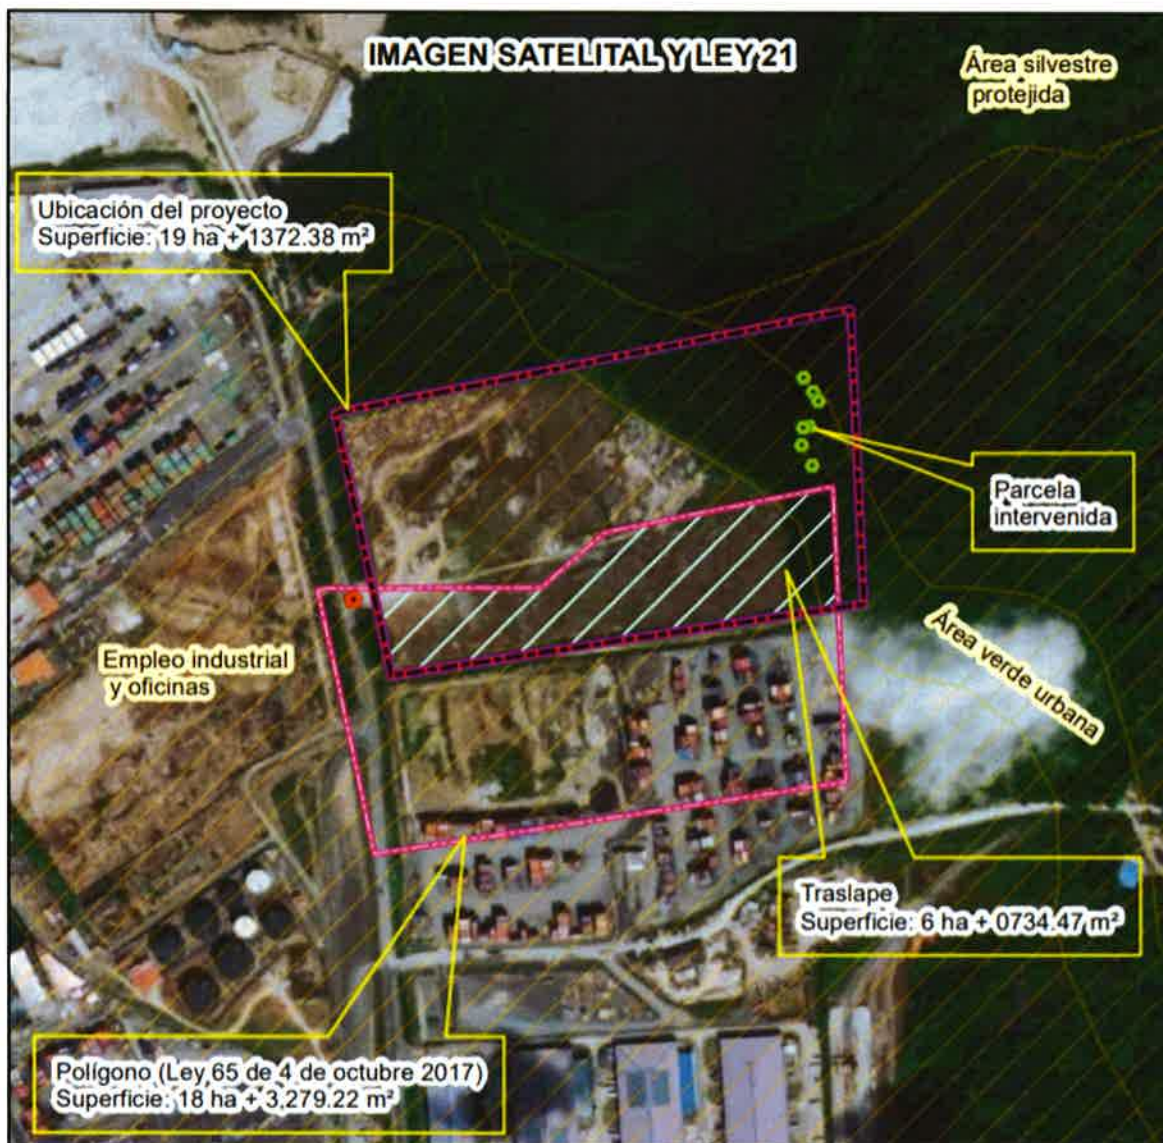 IMAGEN SATELITAL Y LEY 21
Área silvestre
protejida
Ubicación del proyecto
Superficie: 19 ha + 1372.38 m²
Parcela
intervenida
Área verde urbana
Empleo industrial
y oficinas
Traslape
Superficie: 6 ha + 0734.47 m²
Polígono (Ley 65 de 4 de octubre 2017)
Superficie: 18 ha + 3,279.22 m²